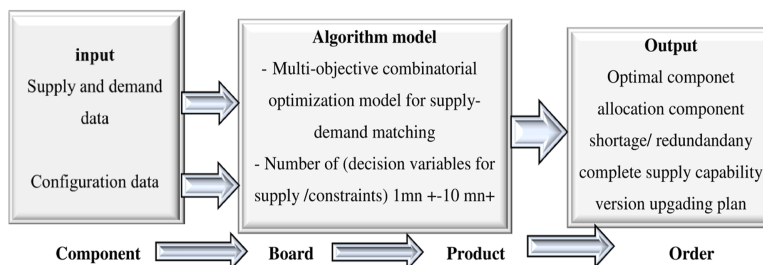 input
Supply and demand
data
Configuration data
Algorithm model
- Multi-objective combinatorial
optimization model for supply-
demand matching
- Number of (decision variables for
supply /constraints) 1mn +-10 mn+
Output
Optimal componet
allocation component
shortage/ redundandany
complete supply capability
version upgading plan
Component
Board
Product
Order